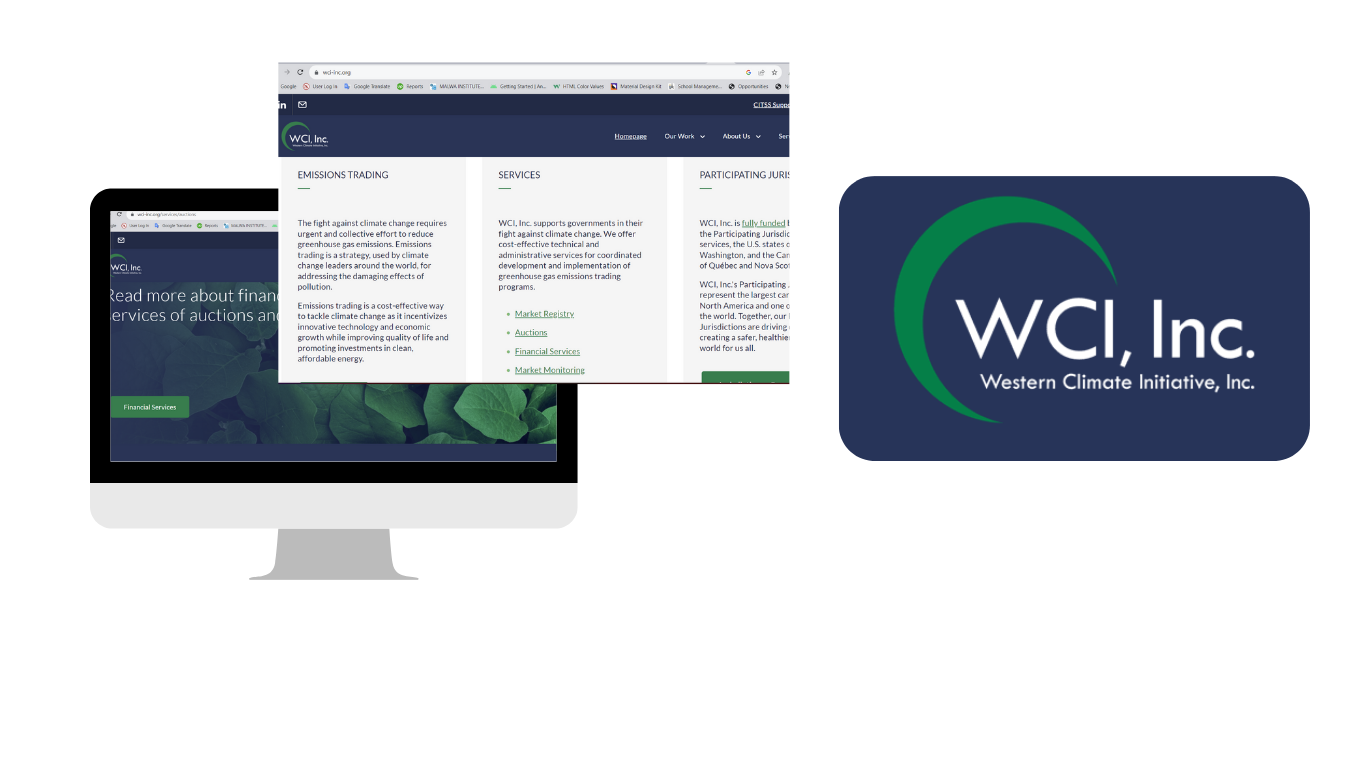 wci-inc.org
Google User Log in Google Translate Reports MALWA INSTITUTE... Getting Started | An... HTML Color Values Material Design Kit School Manageme... Opportunities
in
CITSS Supp
WCI, Inc.
Western Climate Initiative, Inc.
Homepage Our Work About Us Ser
EMISSIONS TRADING
The fight against climate change requires
urgent and collective effort to reduce
greenhouse gas emissions. Emissions
trading is a strategy, used by climate
change leaders around the world, for
addressing the damaging effects of
pollution.
Emissions trading is a cost-effective way
to tackle climate change as it incentivizes
innovative technology and economic
growth while improving quality of life and
promoting investments in clean,
affordable energy.
SERVICES
WCI, Inc. supports governments in their
fight against climate change. We offer
cost-effective technical and
administrative services for coordinated
development and implementation of
greenhouse gas emissions trading
programs.
Market Registry
Auctions
Financial Services
Market Monitoring
PARTICIPATING JURIS
WCI, Inc. is fully funded
the Participating Jurisdic
services, the U.S. states
Washington, and the Can
of Québec and Nova Scot
WCI, Inc.'s Participating
represent the largest car
North America and one
the world. Together, our
Jurisdictions are driving
creating a safer, healthie
world for us all.
wci-inc.org/services/auctions
User Log in Google Translate Reports MALWA INSTITUTE...
WCI, Inc.
Read more about financ
services of auctions and
Financial Services
WCI, Inc.
Western Climate Initiative, Inc.